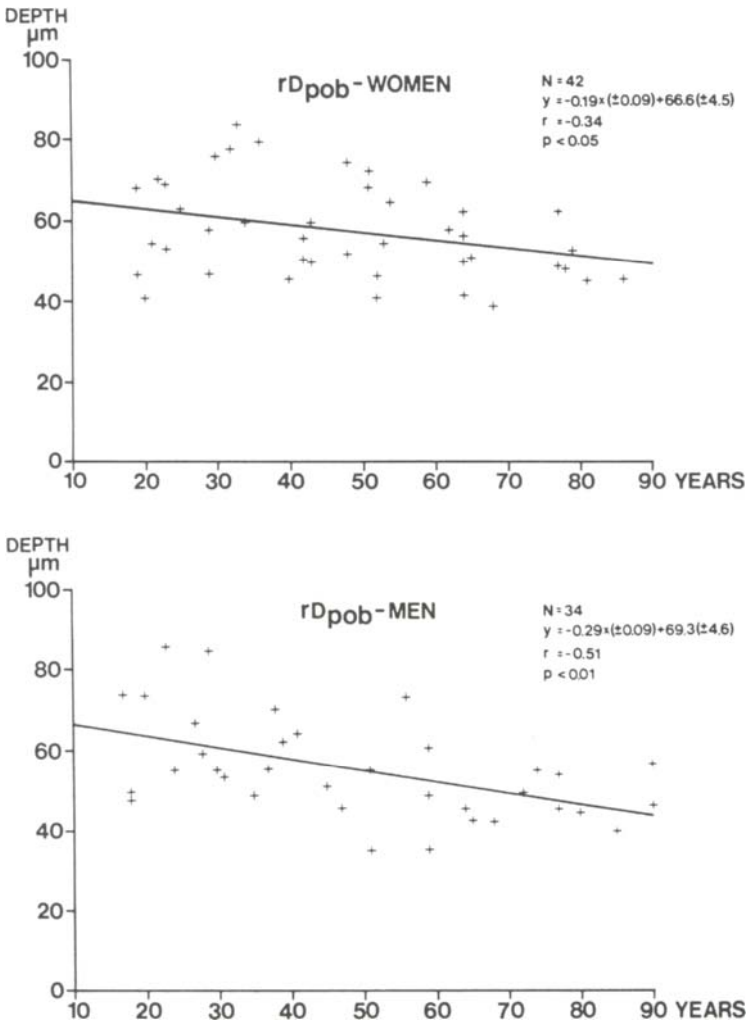 DEPTH
μm
100
80
60
40
20
0
rDpob-WOMEN
N = 42
y = -0.19x(±0.09)+66.6(±4.5)
r = -0.34
p < 0.05
10 20 30 40 50 60 70 80 90 YEARS
DEPTH
μm
100
80
60
40
20
0
rDpob-MEN
N = 34
y = -0.29x(±0.09)+69.3(±4.6)
r = -0.51
p < 0.01
10 20 30 40 50 60 70 80 90 YEARS